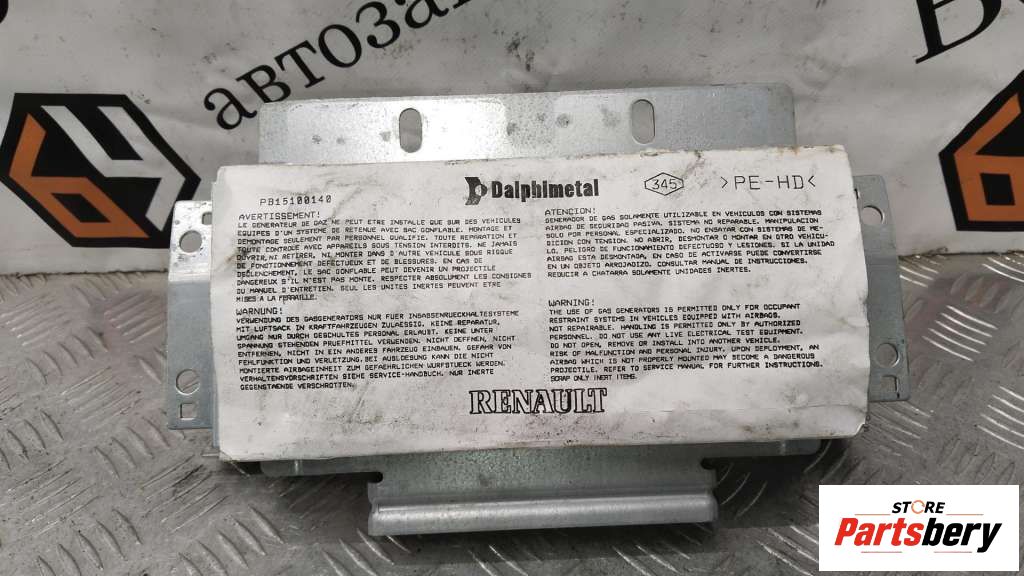 автоза
64
PB15100140
Dalphimetal
345
>PE-HD<
AVERTISSEMENT!
LE GENERATEUR DE GAZ NE PEUT ETRE INSTALLE QUE SUR DES VEHICULES
EQUIPES D'UN SYSTEME DE RETENUE AVEC SAC GONFLABLE. MONTAGE ET
DEMONTAGE SEULEMENT PAR PERSONNEL QUALIFIE. TOUTE REPARATION ET
TOUTE CONTROLE AVEC APPAREILS SOUS TENSION INTERDITS. NE JAMAIS
OUVRIR, NI RETIRER, NI MONTER DANS D'AUTRE VEHICULE SOUS RISQUE
DE FONCTIONNEMENT DEFECTUEUX ET DE BLESSURES. EN CAS DE
DECLENCHEMENT, LE SAC GONFLABLE PEUT DEVENIR UN PROJECTILE
DANGEREUX S'IL N'EST PAS MONTE. RESPECTER ABSOLUMENT LES CONSIGNES
DU MANUEL D'ENTRETIEN. SEUL LES UNITES INERTES PEUVENT ETRE
MISES A LA FERRAILLE.
ATENCION!
GENERADOR DE GAS SOLAMENTE UTILIZABLE EN VEHICULOS CON SISTEMAS
AIRBAG DE SEGURIDAD PASIVA. SISTEMA NO REPARABLE. MANIPULACION
SOLO POR PERSONAL ESPECIALIZADO. NO ENSAYAR CON SISTEMAS DE ME-
DICION CON TENSION. NO ABRIR, DESMONTAR O MONTAR EN OTRO VEHICU-
LO. PELIGRO DE FUNCIONAMIENTO DEFECTUOSO Y LESIONES. SI LA UNIDAD
AIRBAG ESTA DESMONTADA, EN CASO DE ACTIVARSE PUEDE CONVERTIRSE
EN UN OBJETO ARROJADIZO. CONSULTAR MANUAL DE INSTRUCCIONES.
REDUCIR A CHATARRA SOLAMENTE UNIDADES INERTES.
WARNUNG!
VERWENDUNG DES GASGENERATORS NUR FUER INSASSENRUECKHALTESYSTEME
MIT LUFTSACK IN KRAFTFAHRZEUGEN ZULAESSIG. KEINE REPARATUR,
UMGANG NUR DURCH GESCHULTES PERSONAL ERLAUBT. KEINE UNTER
SPANNUNG STEHENDEN PRUEFMITTEL VERWENDEN. NICHT OEFFNEN, NICHT
ENTFERNEN, NICHT IN EIN ANDERES FAHRZEUG EINBAUEN. GEFAHR VON
FEHLFUNKTION UND VERLETZUNG. BEI AUSLOESUNG KANN DIE NICHT
MONTIERTE AIRBAGEINHEIT ZUM GEFAEHRLICHEN WURFSTUECK WERDEN.
VERHALTENSVORSCHRIFTEN SIEHE SERVICE-HANDBUCH. NUR INERTE
GEGENSTAENDE VERSCHROTTEN.
WARNING!
THE USE OF GAS GENERATORS IS PERMITTED ONLY FOR OCCUPANT
RESTRAINT SYSTEMS IN VEHICLES EQUIPPED WITH AIRBAGS.
NOT REPAIRABLE. HANDLING IS PERMITTED ONLY BY AUTHORIZED
PERSONNEL. DO NOT USE ANY LIVE ELECTRICAL TEST EQUIPMENT.
DO NOT OPEN, REMOVE OR INSTALL INTO ANOTHER VEHICLE.
RISK OF MALFUNCTION AND PERSONAL INJURY. UPON DEPLOYMENT, AN
AIRBAG WHICH IS NOT PROPERLY MOUNTED MAY BECOME A DANGEROUS
PROJECTILE. REFER TO SERVICE MANUAL FOR FURTHER INSTRUCTIONS.
SCRAP ONLY INERT ITEMS.
RENAULT
STORE
Partsbery